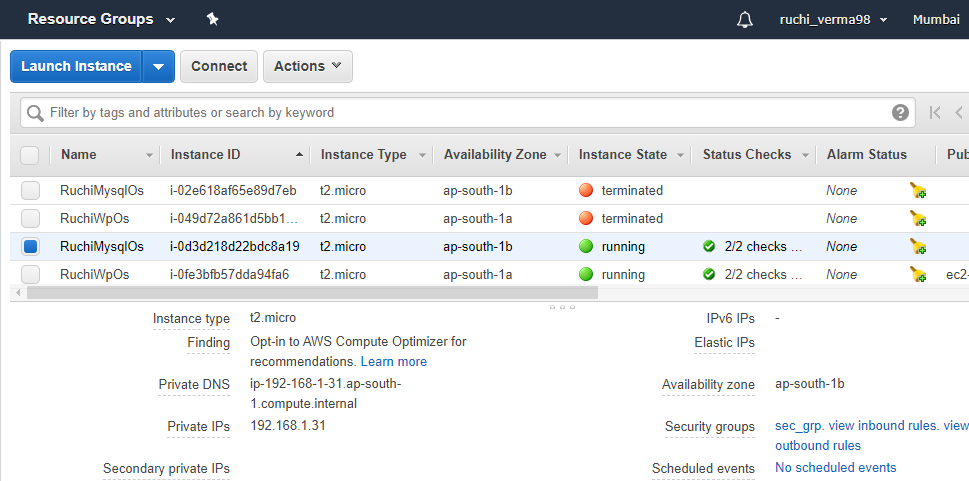 Resource Groups
ruchi_verma98
Mumbai
Launch Instance
Connect
Actions
Filter by tags and attributes or search by keyword
Name Instance ID Instance Type Availability Zone Instance State Status Checks Alarm Status Pub
RuchiMysqlOs i-02e618af65e89d7eb t2.micro ap-south-1b terminated None
RuchiWpOs i-049d72a861d5bb1... t2.micro ap-south-1a terminated None
RuchiMysqlOs i-0d3d218d22bdc8a19 t2.micro ap-south-1b running 2/2 checks ... None
RuchiWpOs i-0fe3bfb57dda94fa6 t2.micro ap-south-1a running 2/2 checks ... None ec2-
Instance type t2.micro
IPv6 IPs -
Finding Opt-in to AWS Compute Optimizer for
recommendations. Learn more
Elastic IPs
Private DNS ip-192-168-1-31.ap-south-
1.compute.internal
Availability zone ap-south-1b
Private IPs 192.168.1.31
Security groups sec_grp. view inbound rules. view
outbound rules
Secondary private IPs
Scheduled events No scheduled events